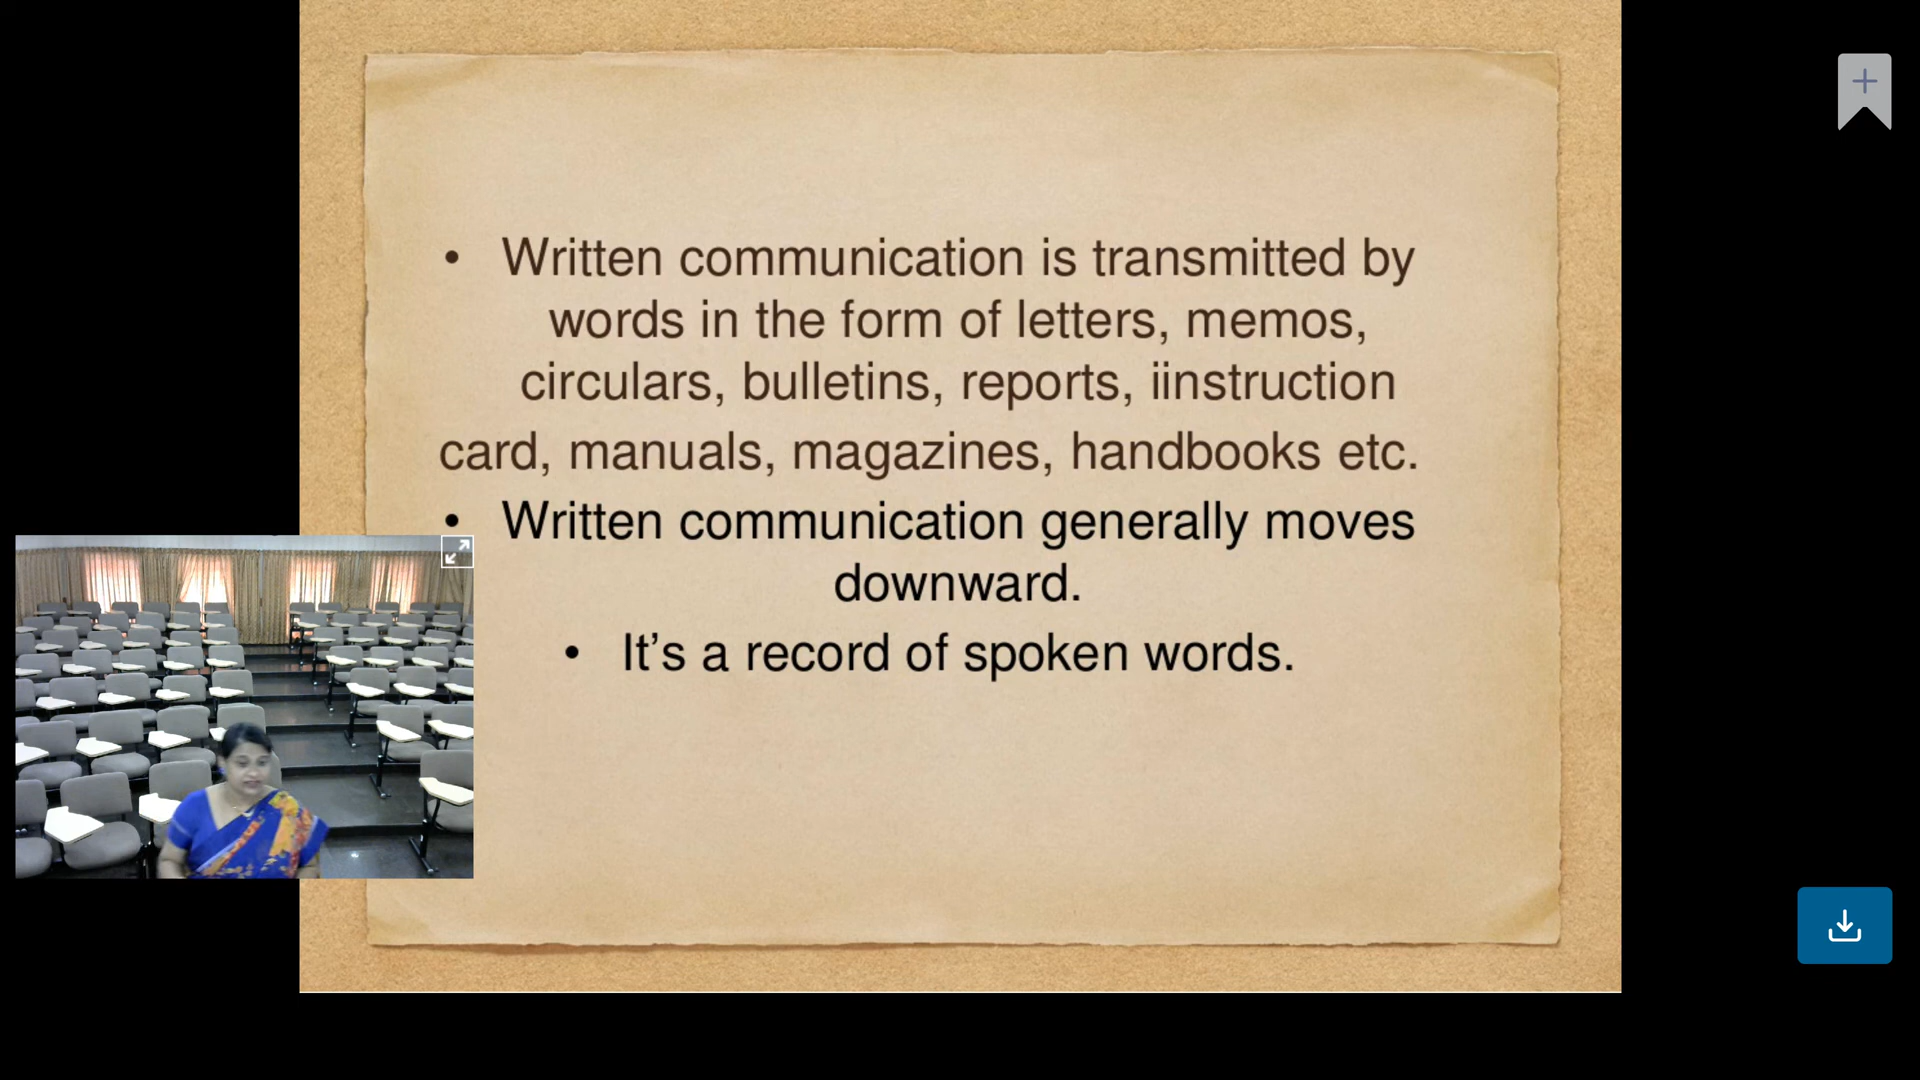 • Written communication is transmitted by
words in the form of letters, memos,
circulars, bulletins, reports, iinstruction
card, manuals, magazines, handbooks etc.
• Written communication generally moves
downward.
• It’s a record of spoken words.